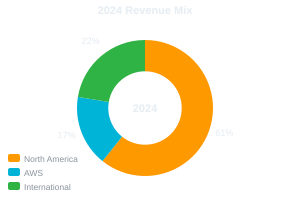 2024 Revenue Mix
22%
2024
17%
61%
North America
AWS
International